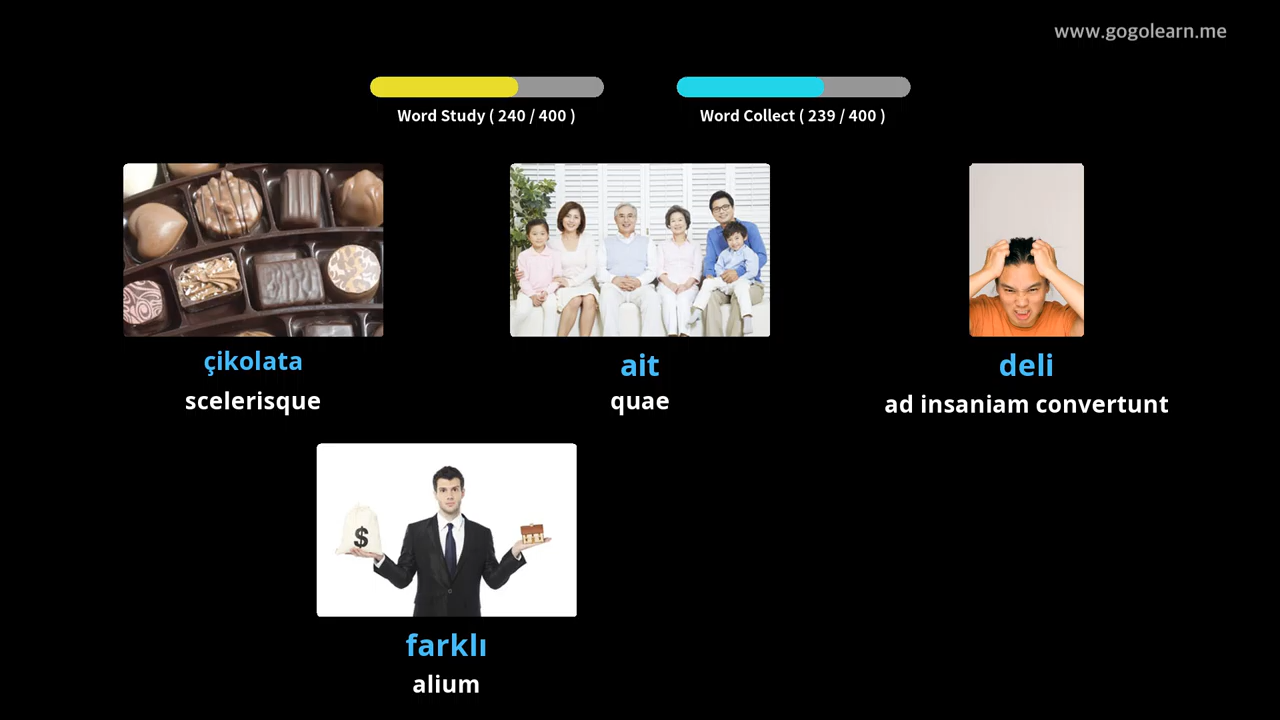 www.gogolearn.me
Word Study ( 240 / 400 )
Word Collect ( 239 / 400 )
çikolata
scelerisque
ait
quae
deli
ad insaniam convertunt
$
farklı
alium